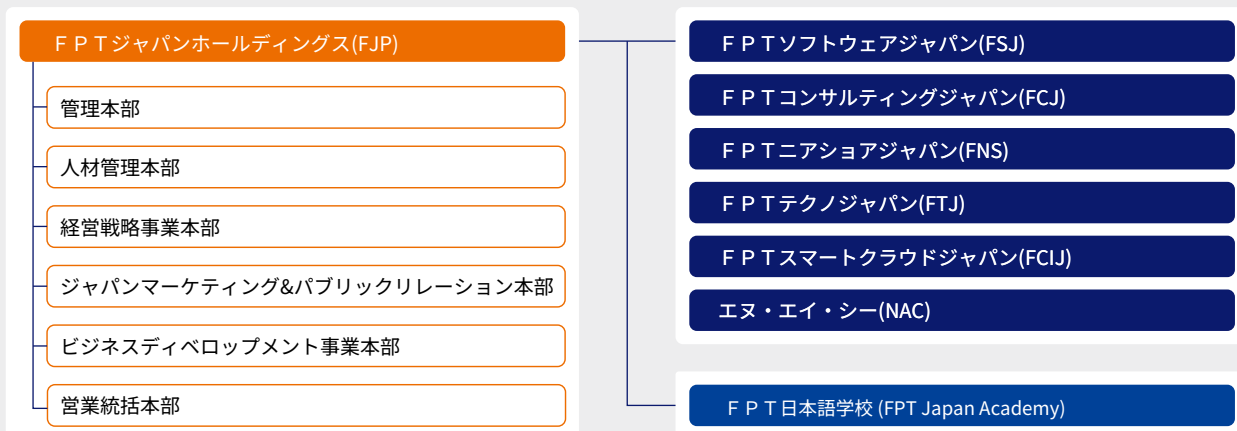 ＦＰＴジャパンホールディングス(FJP)
管理本部
人材管理本部
経営戦略事業本部
ジャパンマーケティング&パブリックリレーション本部
ビジネスディベロップメント事業本部
営業統括本部
ＦＰＴソフトウェアジャパン(FSJ)
ＦＰＴコンサルティングジャパン(FCJ)
ＦＰＴニアショアジャパン(FNS)
ＦＰＴテクノジャパン(FTJ)
ＦＰＴスマートクラウドジャパン(FCIJ)
エヌ・エイ・シー(NAC)
ＦＰＴ日本語学校 (FPT Japan Academy)